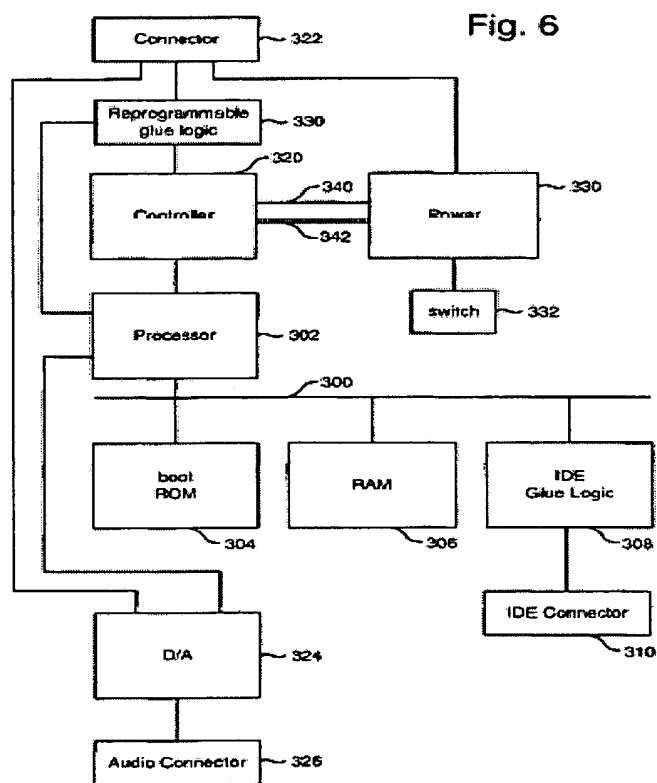 Fig. 6
Connector
322
Reprogrammable
glue logic
330
320
Controller
340
342
Power
330
switch
332
Processor
302
300
boot
ROM
304
RAM
306
IDE
Glue Logic
308
IDE Connector
310
D/A
324
Audio Connector
326